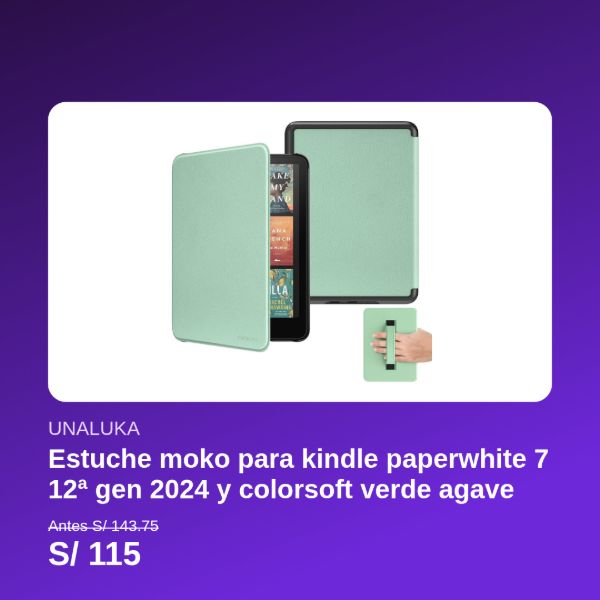 UNALUKA
Estuche moko para kindle paperwhite 7
12ª gen 2024 y colorsoft verde agave
Antes S/ 143.75
S/ 115